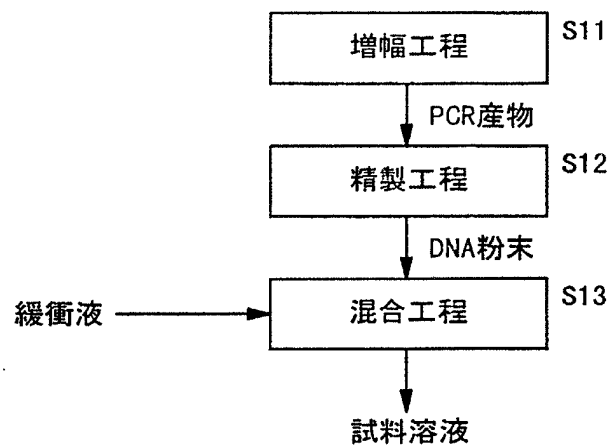 増幅工程 S11
PCR産物
精製工程 S12
DNA粉末
混合工程 S13
緩衝液
試料溶液